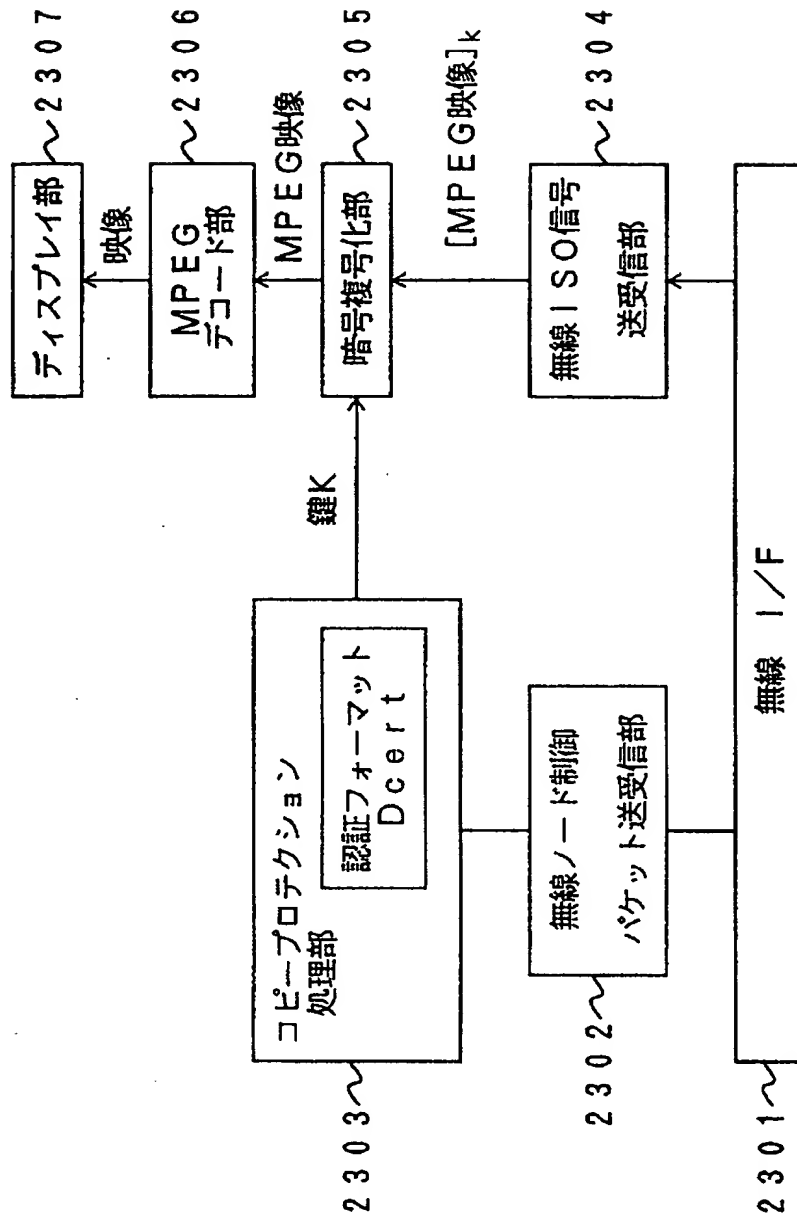 ディスプレイ部
2307
映像
MPEG
デコード部
2306
MPEG映像
暗号複号化部
2305
[MPEG映像]k
無線ISO信号
送受信部
2304
鍵K
コピープロテクション
処理部
認証フォーマット
Dcert
2303
無線ノード制御
パケット送受信部
2302
無線 I/F
2301